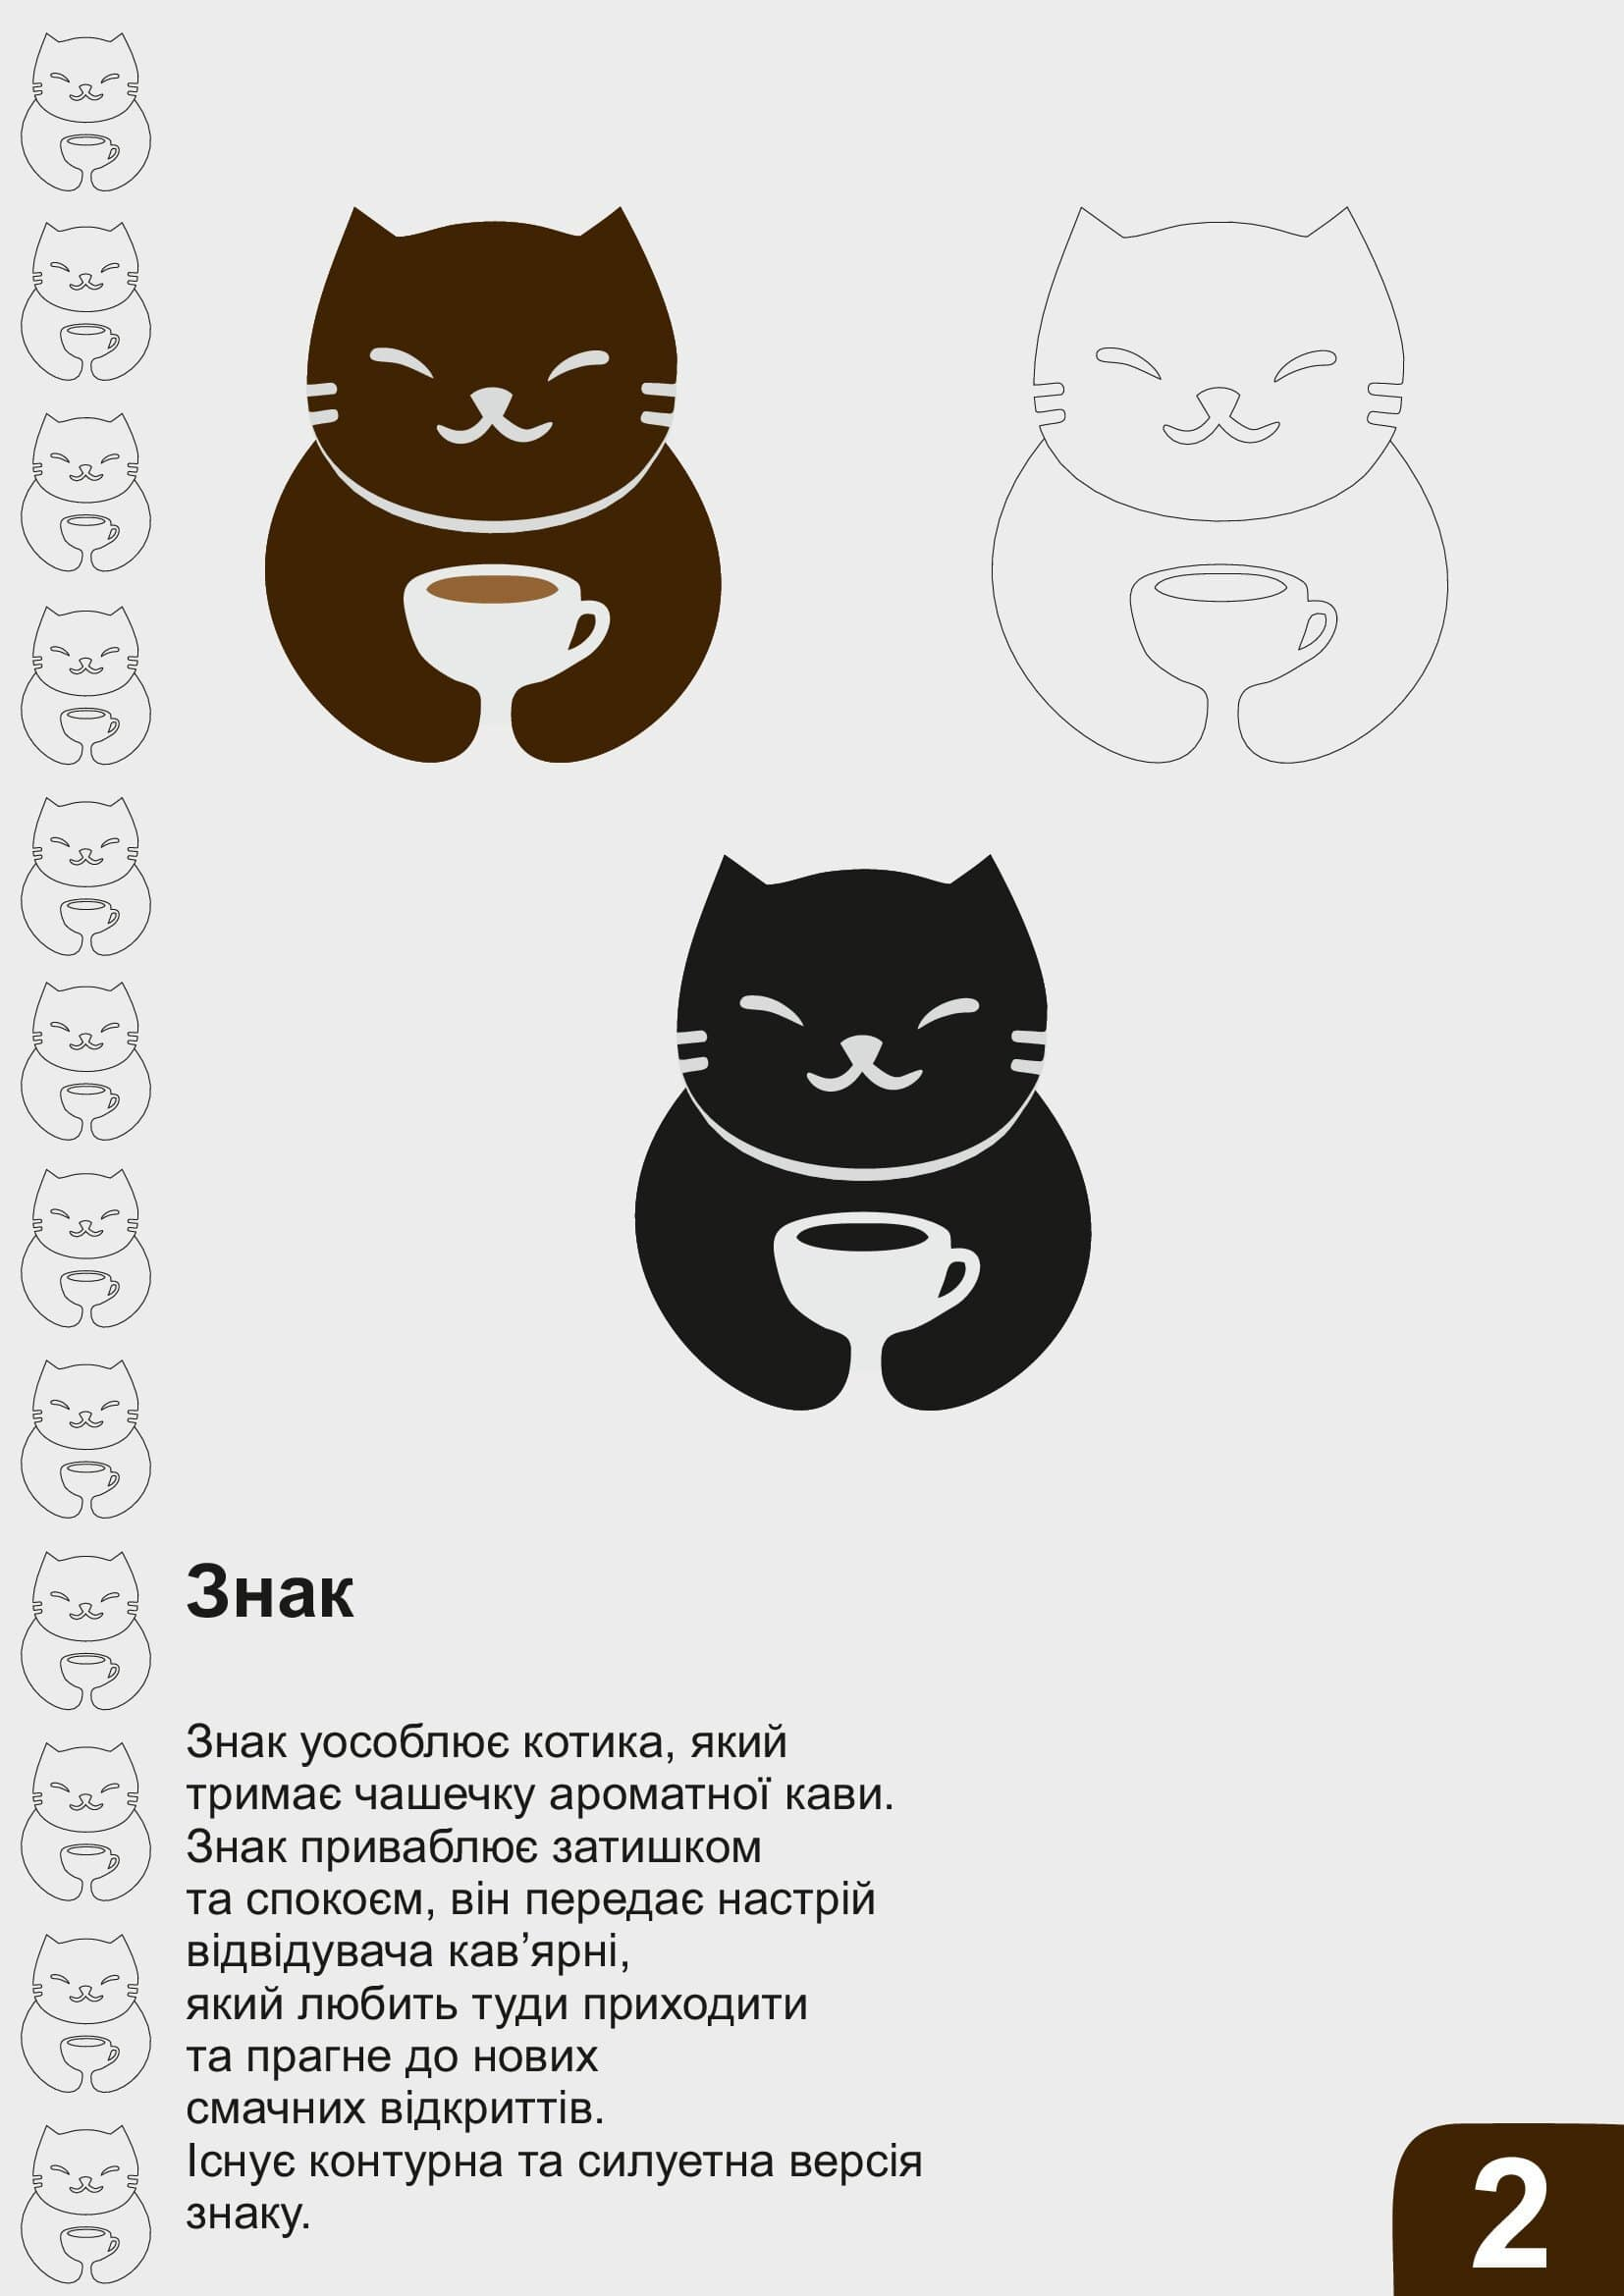 Знак
Знак уособлює котика, який
тримає чашечку ароматної кави.
Знак приваблює затишком
та спокоєм, він передає настрій
відвідувача кав’ярні,
який любить туди приходити
та прагне до нових
смачних відкриттів.
Існує контурна та силуетна версія
знаку.
2